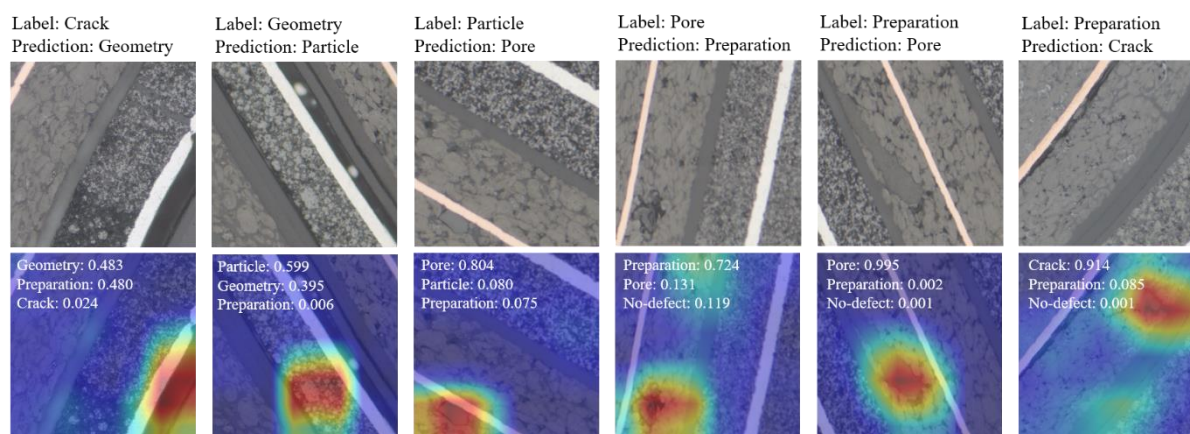 Label: Crack
Prediction: Geometry
Label: Geometry
Prediction: Particle
Label: Particle
Prediction: Pore
Label: Pore
Prediction: Preparation
Label: Preparation
Prediction: Pore
Label: Preparation
Prediction: Crack
Geometry: 0.483
Preparation: 0.480
Crack: 0.024
Particle: 0.599
Geometry: 0.395
Preparation: 0.006
Pore: 0.804
Particle: 0.080
Preparation: 0.075
Preparation: 0.724
Pore: 0.131
No-defect: 0.119
Pore: 0.995
Preparation: 0.002
No-defect: 0.001
Crack: 0.914
Preparation: 0.085
No-defect: 0.001